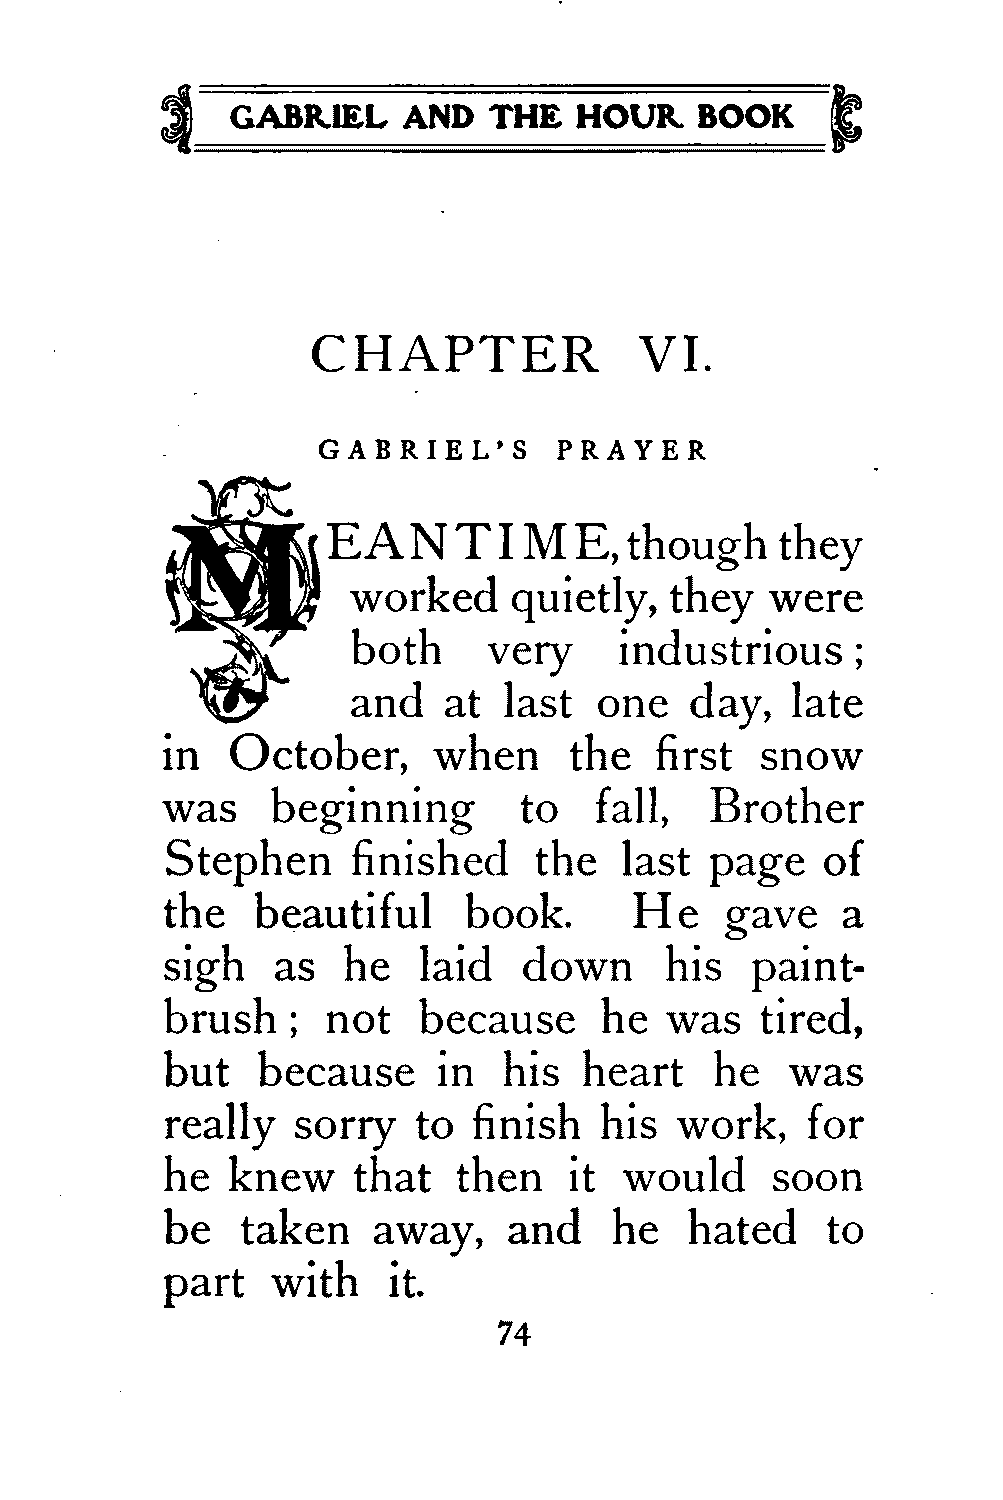 GABRIEL AND THE HOUR BOOK
CHAPTER VI.
GABRIEL'S PRAYER
MEANTIME, though they
worked quietly, they were
both very industrious;
and at last one day, late
in October, when the first snow
was beginning to fall, Brother
Stephen finished the last page of
the beautiful book. He gave a
sigh as he laid down his paint-
brush; not because he was tired,
but because in his heart he was
really sorry to finish his work, for
he knew that then it would soon
be taken away, and he hated to
part with it.
74